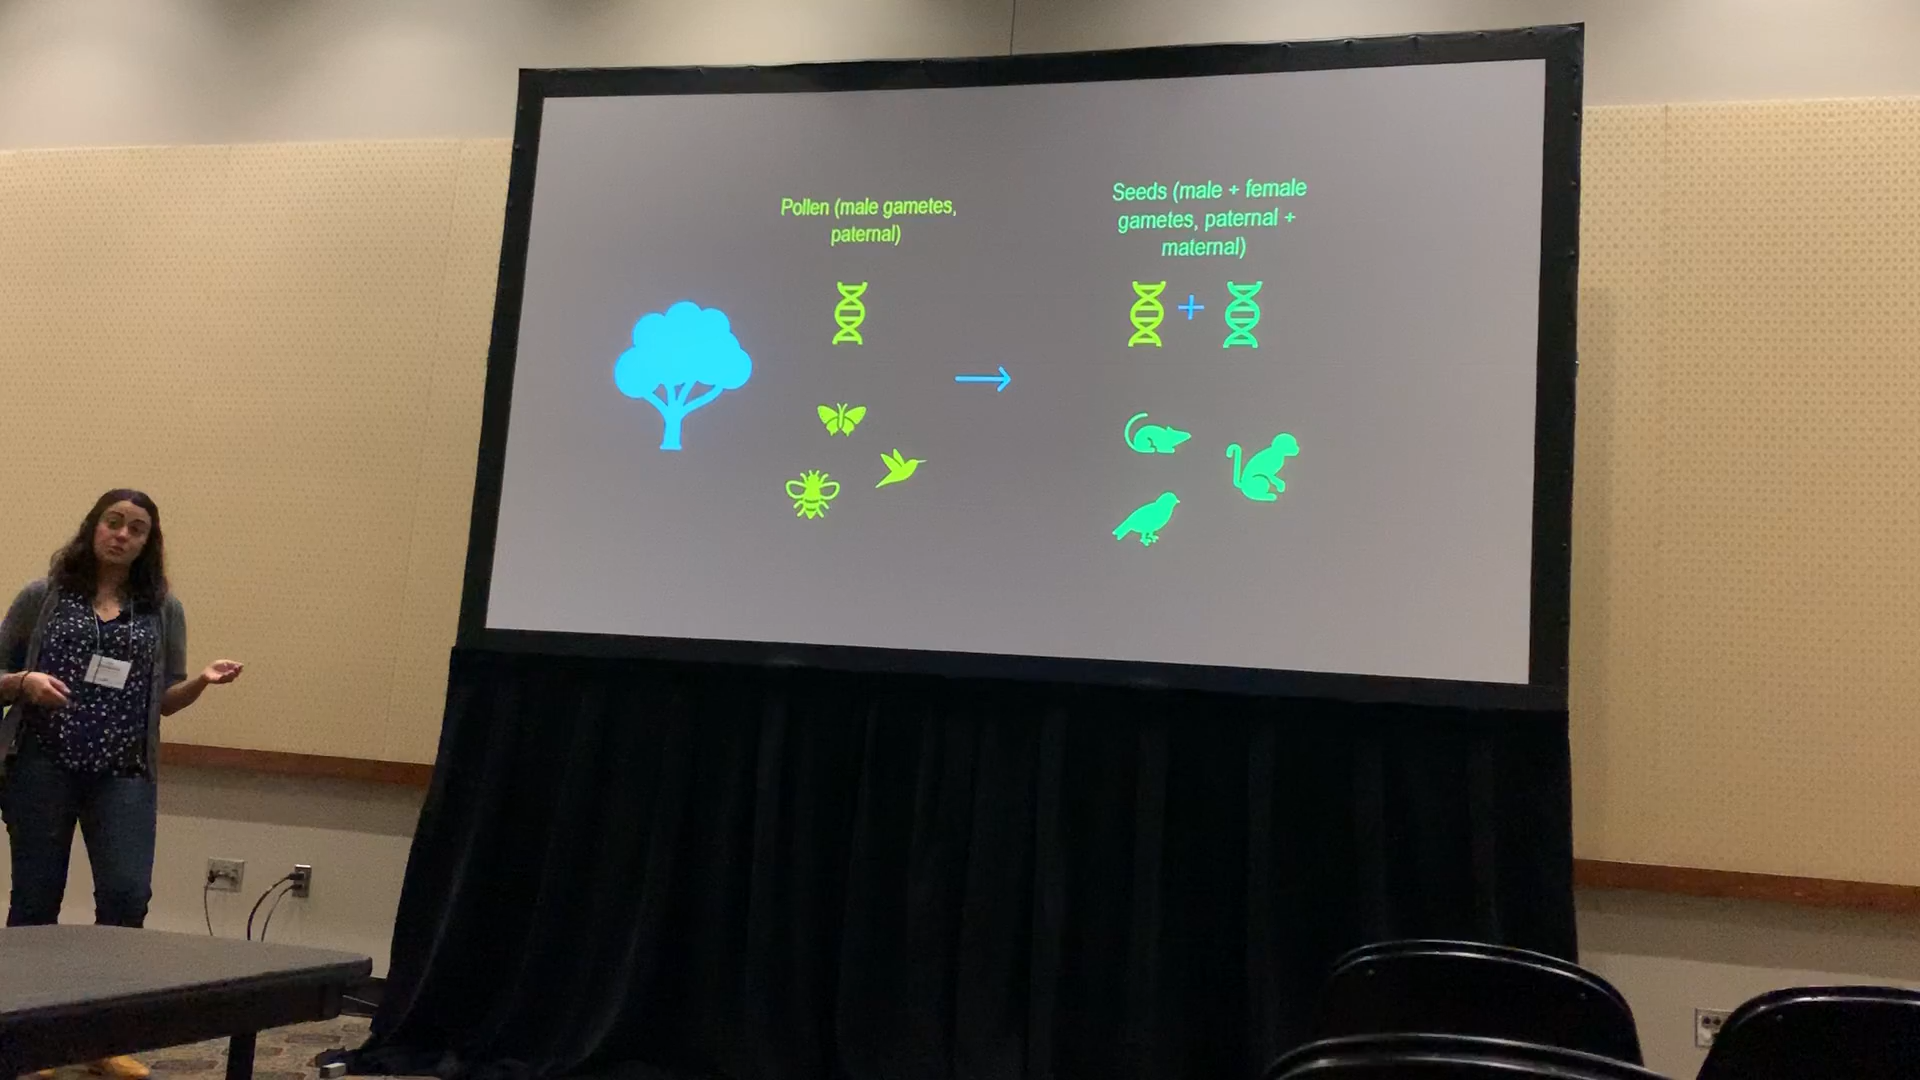 Pollen (male gametes,
paternal)
Seeds (male + female
gametes, paternal +
maternal)
+